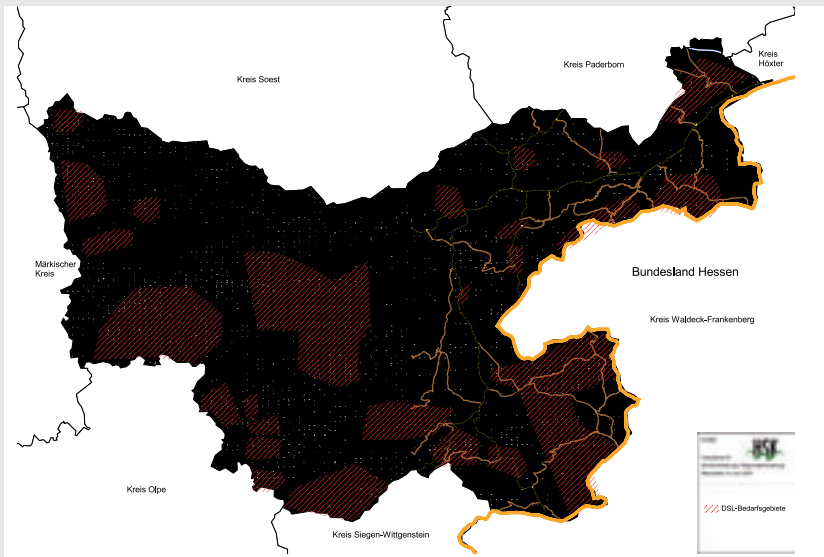 Kreis Soest
Kreis Paderborn
Kreis
Höxter
Märkischer
Kreis
Bundesland Hessen
Kreis Waldeck-Frankenberg
HSK
DSL-Bedarfsgebiete
Kreis Olpe
Kreis Siegen-Wittgenstein